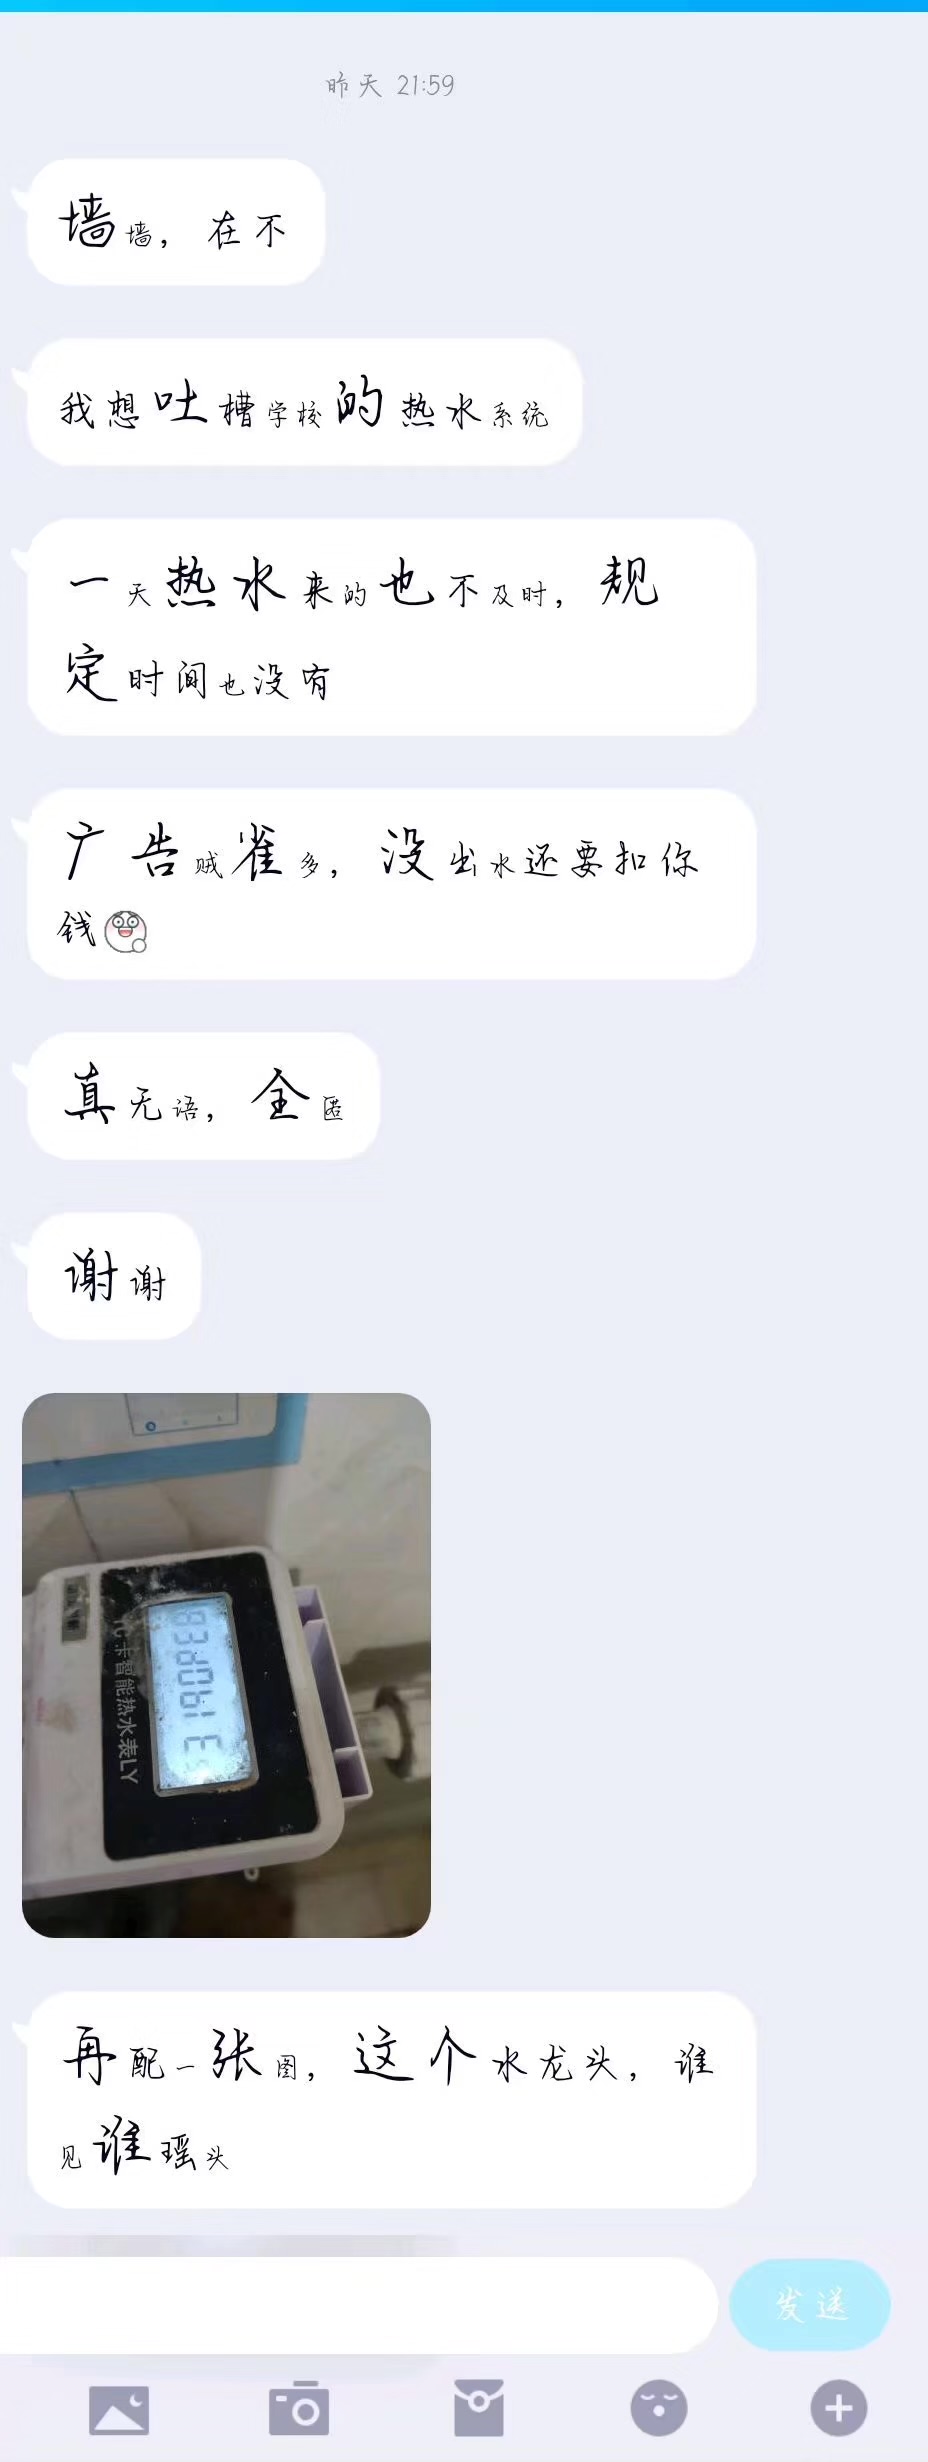 昨天 21:59
墙墙，在不
我想吐槽学校的热水系统
一天热水来的也不及时，规
定时间也没有
广告贼雀多，没出水还要扣你
钱
真无语，全匿
谢谢
卡智能热水表LY
再配一张图，这个水龙头，谁
见谁瑶头
发送